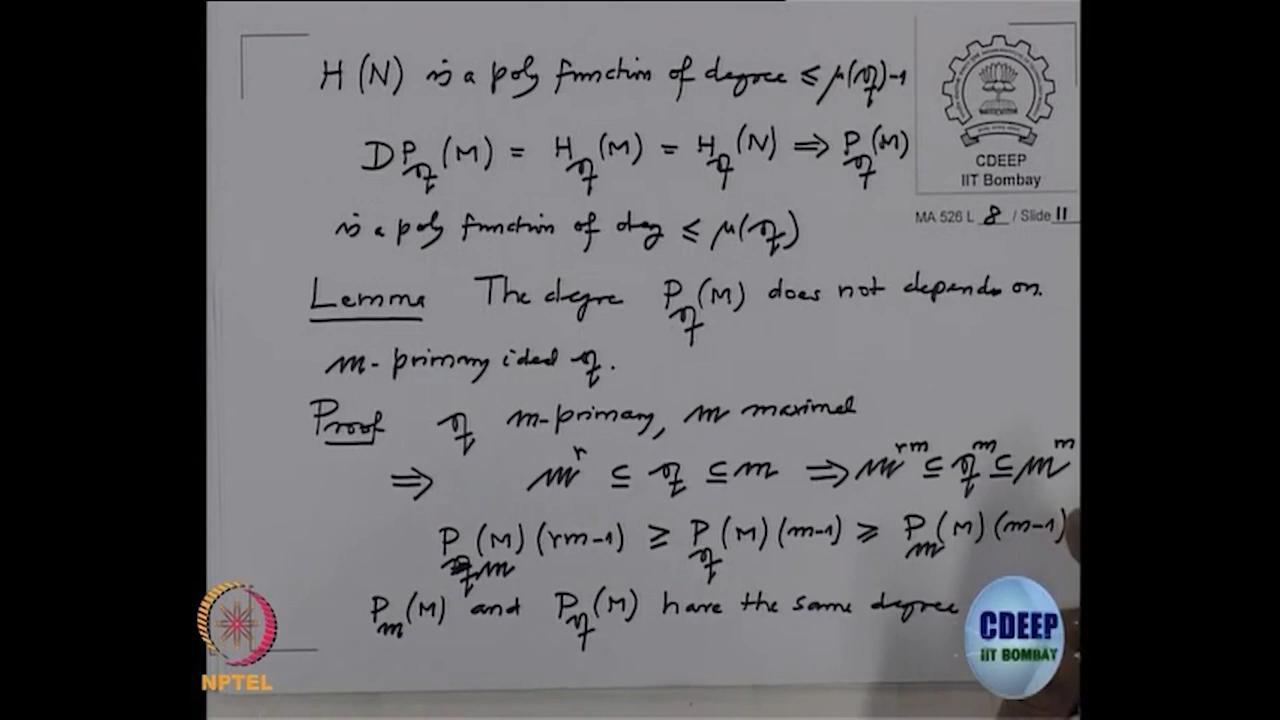 H(N) is a poly function of degree ≤ μ(𝔮)-1
DP_𝔮(M) = H_𝔮(M) = H_𝔮(N) ⇒ P_𝔮(M)
is a poly function of deg ≤ μ(𝔮)
Lemma The degree P_𝔮(M) does not depend on
m-primary ideal 𝔮.
Proof 𝔮 m-primary, m maximal
⇒ m^r ⊆ 𝔮 ⊆ m ⇒ m^{rm} ⊆ 𝔮^m ⊆ m^m
P_m(M)(rm-1) ≥ P_𝔮(M)(m-1) ≥ P_m(M)(m-1)
P_m(M) and P_𝔮(M) have the same degree
CDEEP
IIT Bombay
MA 526 L 8 / Slide 11
NPTEL
CDEEP
IIT BOMBAY